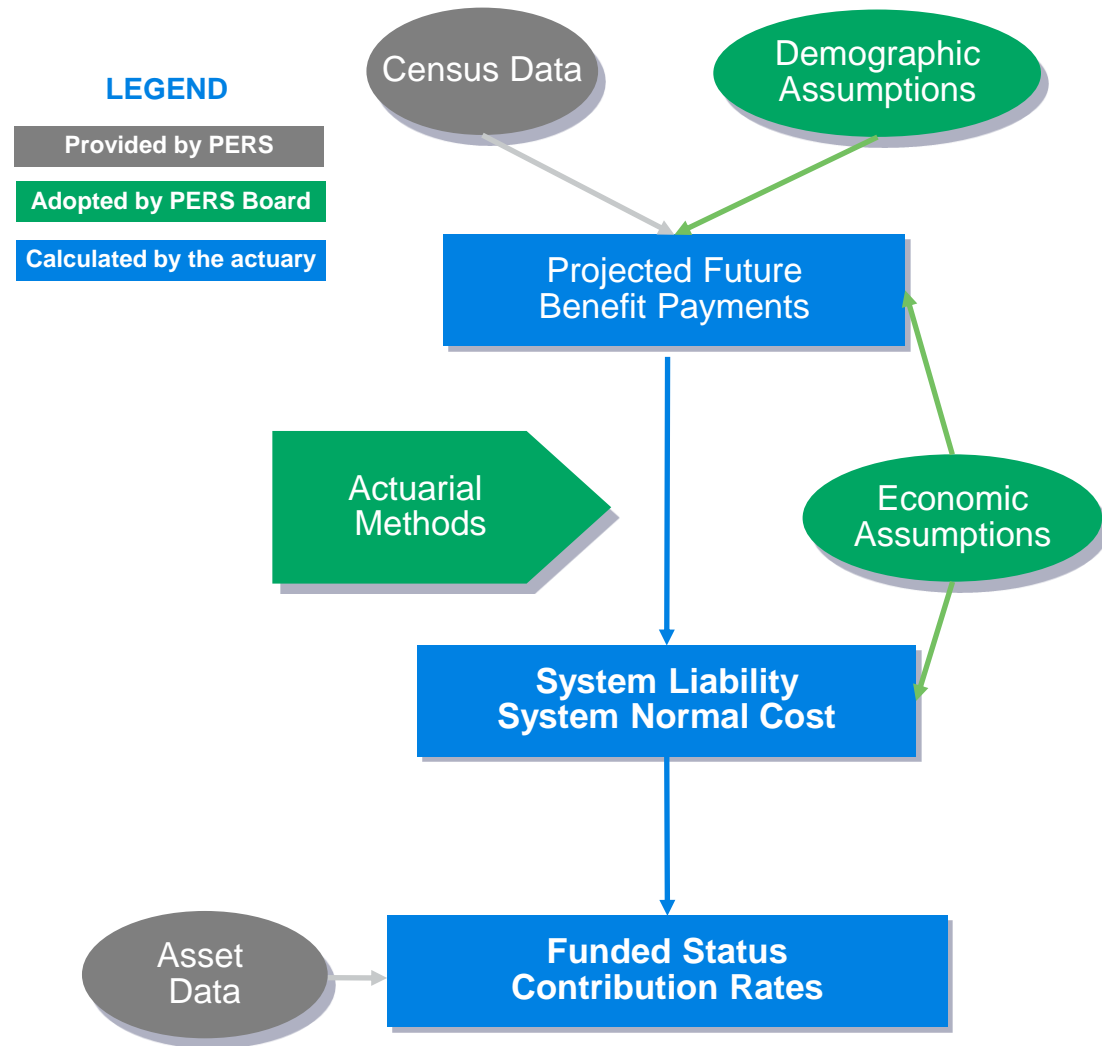 LEGEND
Provided by PERS
Adopted by PERS Board
Calculated by the actuary
Census Data
Demographic
Assumptions
Projected Future
Benefit Payments
Actuarial
Methods
Economic
Assumptions
System Liability
System Normal Cost
Asset
Data
Funded Status
Contribution Rates